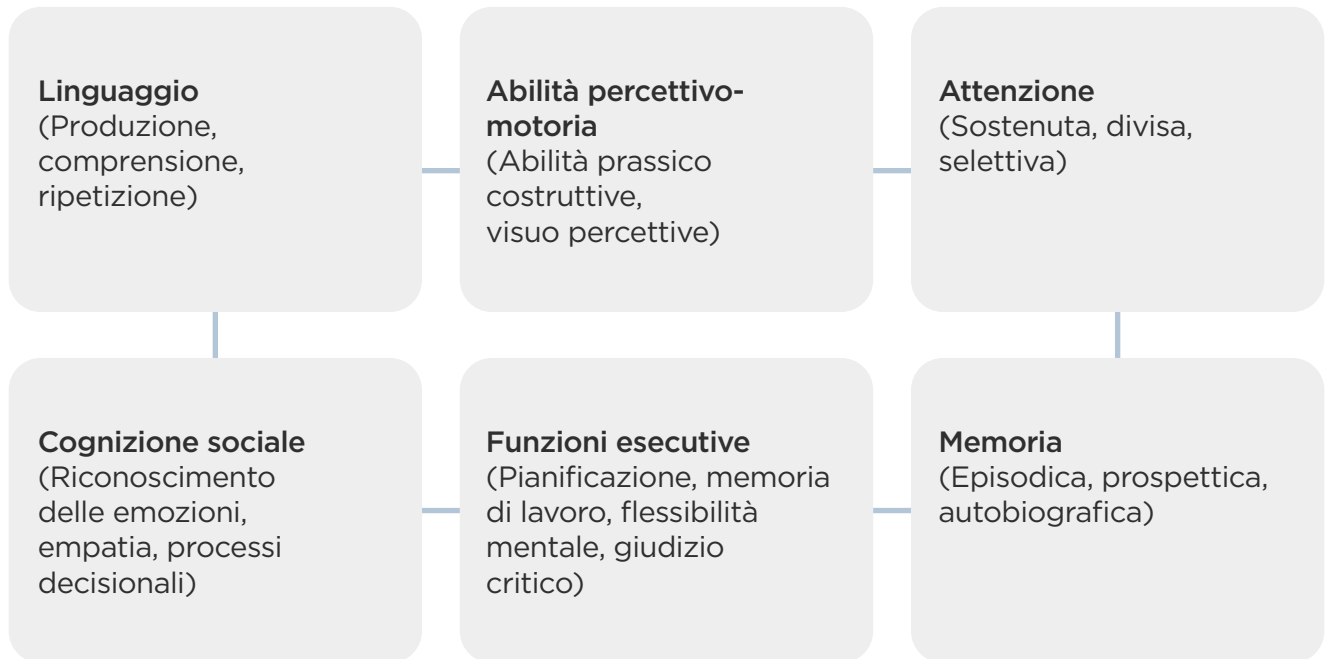 Linguaggio
(Produzione,
comprensione,
ripetizione)
Abilità percettivo-
motoria
(Abilità prassico
costruttive,
visuo percettive)
Attenzione
(Sostenuta, divisa,
selettiva)
Cognizione sociale
(Riconoscimento
delle emozioni,
empatia, processi
decisionali)
Funzioni esecutive
(Pianificazione, memoria
di lavoro, flessibilità
mentale, giudizio
critico)
Memoria
(Episodica, prospettica,
autobiografica)